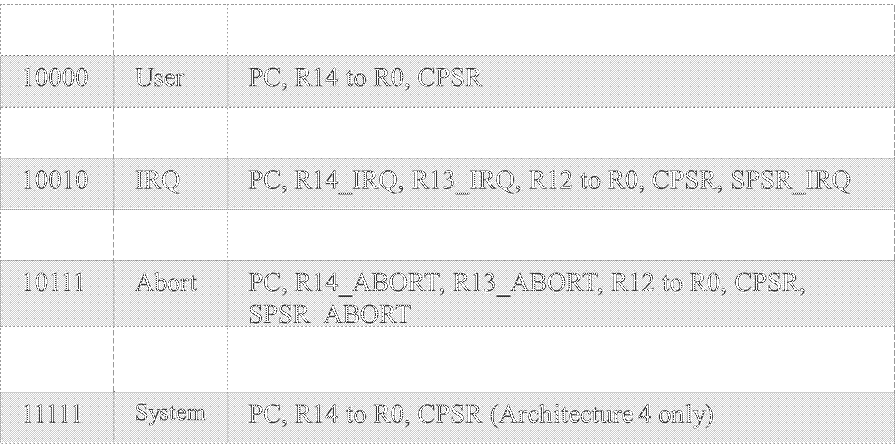 10000 User PC, R14 to R0, CPSR
10010 IRQ PC, R14_IRQ, R13_IRQ, R12 to R0, CPSR, SPSR_IRQ
10111 Abort PC, R14_ABORT, R13_ABORT, R12 to R0, CPSR,
SPSR_ABORT
11111 System PC, R14 to R0, CPSR (Architecture 4 only)